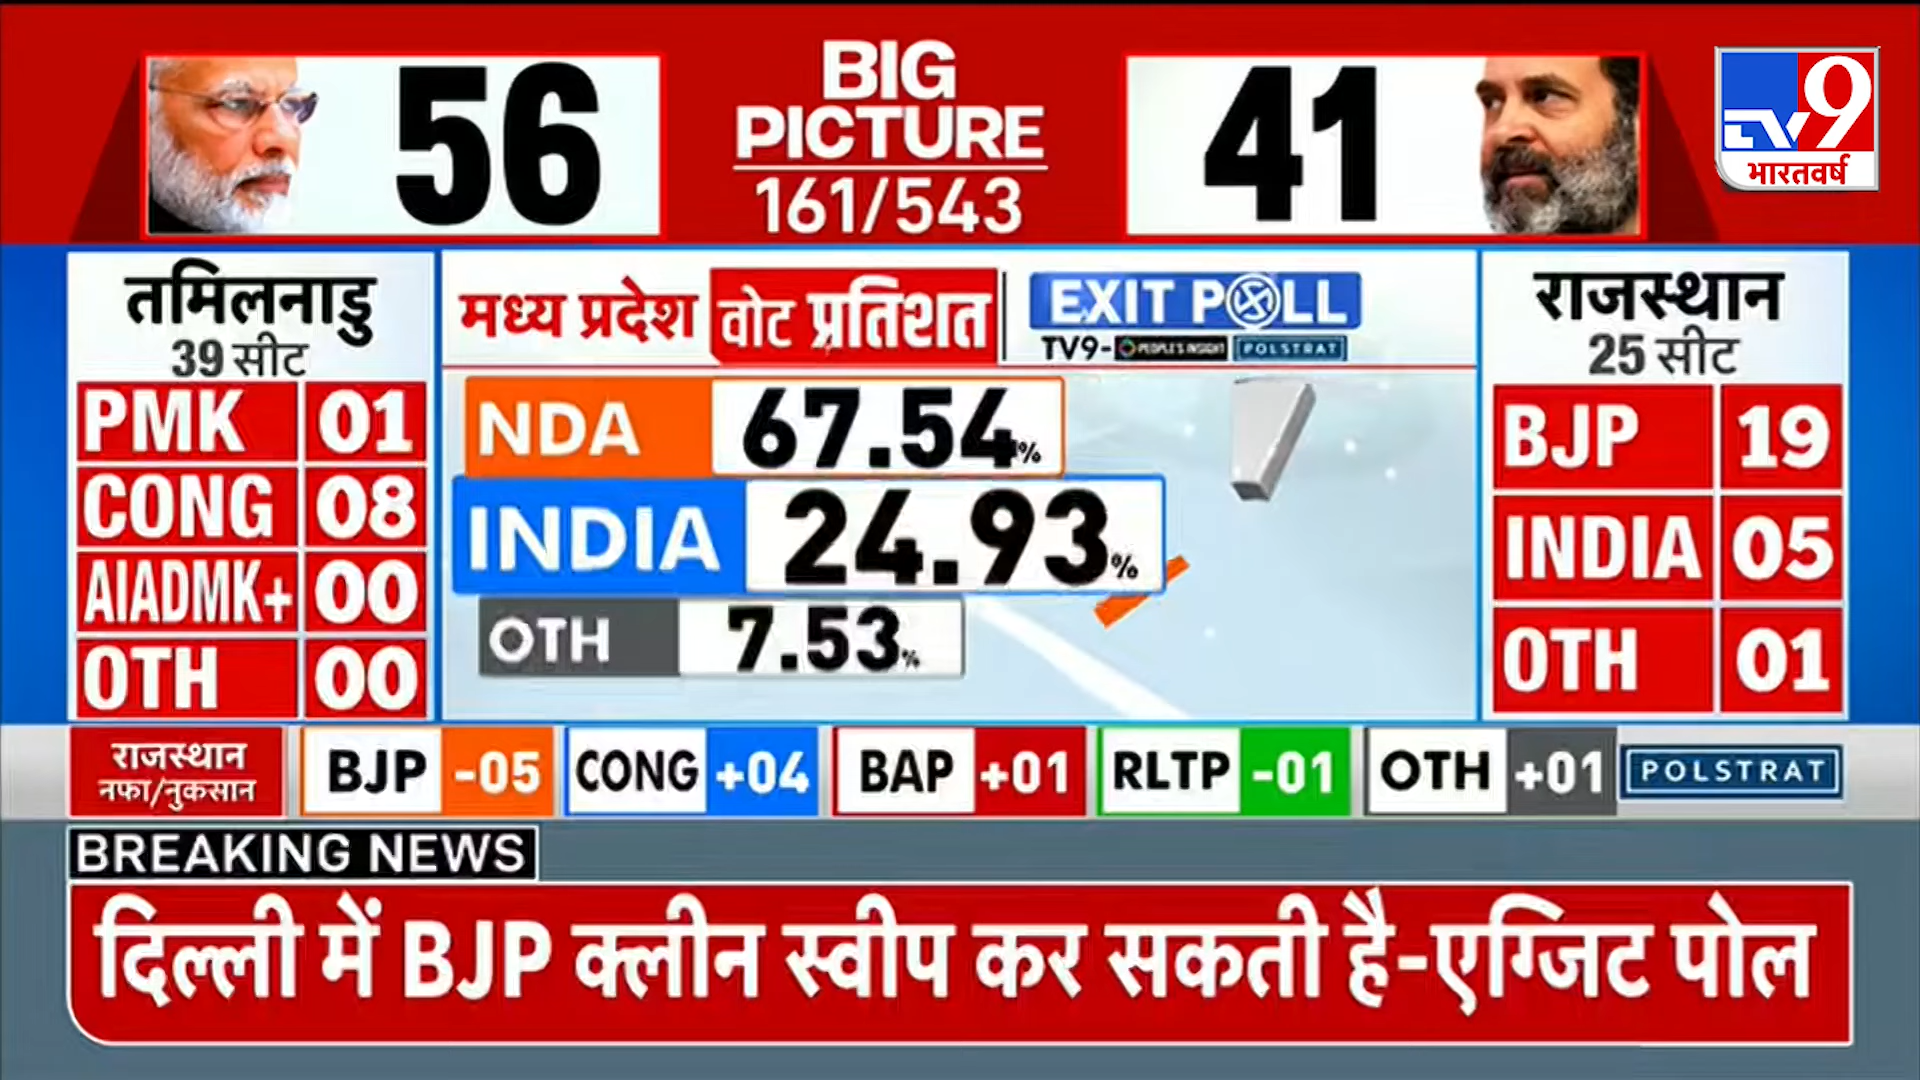 56
BIG
PICTURE
161/543
41
TV9
भारतवर्ष
तमिलनाडु
39 सीट
PMK 01
CONG 08
AIADMK+ 00
OTH 00
मध्य प्रदेश वोट प्रतिशत
EXIT POLL
TV9- PEOPLE'S INSIGHT POLSTRAT
NDA 67.54%
INDIA 24.93%
OTH 7.53%
राजस्थान
25 सीट
BJP 19
INDIA 05
OTH 01
राजस्थान
नफा/नुकसान
BJP -05 CONG +04 BAP +01 RLTP -01 OTH +01 POLSTRAT
BREAKING NEWS
दिल्ली में BJP क्लीन स्वीप कर सकती है-एग्जिट पोल